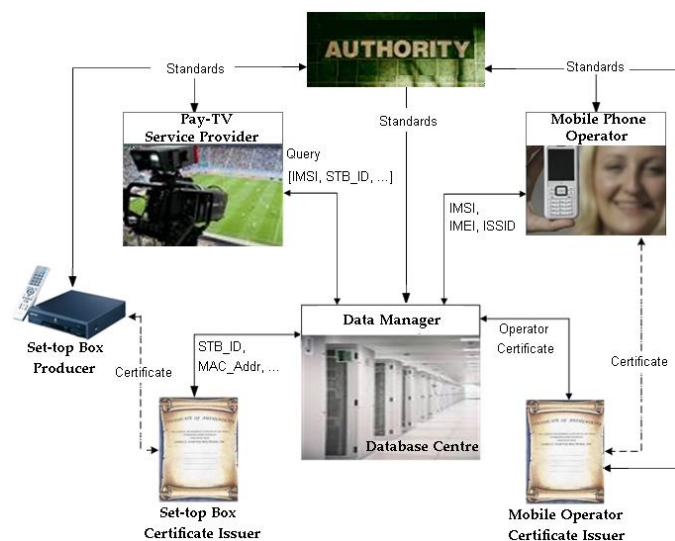 AUTHORITY
Standards
Standards
Pay-TV
Service Provider
Standards
Mobile Phone
Operator
Query
[IMSI, STB_ID, ...]
IMSI,
IMEI, ISSID
Data Manager
Operator
Certificate
Set-top Box
Producer
Certificate
STB_ID,
MAC_Addr, ...
Certificate
Database Centre
Set-top Box
Certificate Issuer
Mobile Operator
Certificate Issuer